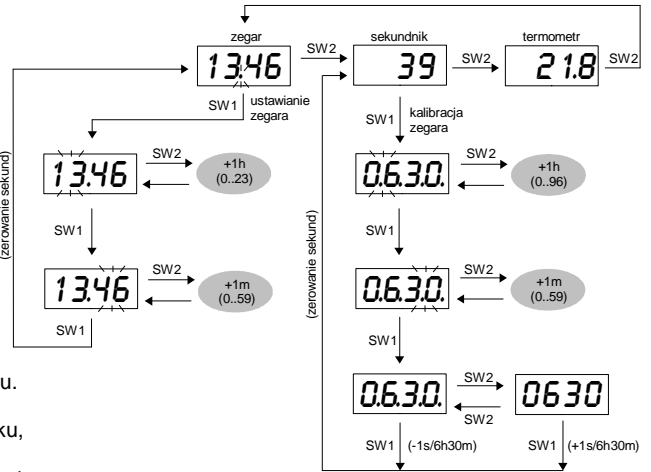 zegar sekundnik termometr
13.46 SW2 39 SW2 21.8 SW2
SW1 ustawianie zegara SW1 kalibracja zegara
13.46 SW2 +1h (0..23) 0.6.3.0. SW2 +1h (0..96)
(zerowanie sekund)
SW1 SW1
(zerowanie sekund)
13.46 SW2 +1m (0..59) 0.6.3.0. SW2 +1m (0..59)
SW1 SW1
u.
0.6.3.0. SW2 0630
SW2
ku,
SW1 (-1s/6h30m) SW1 (+1s/6h30m)